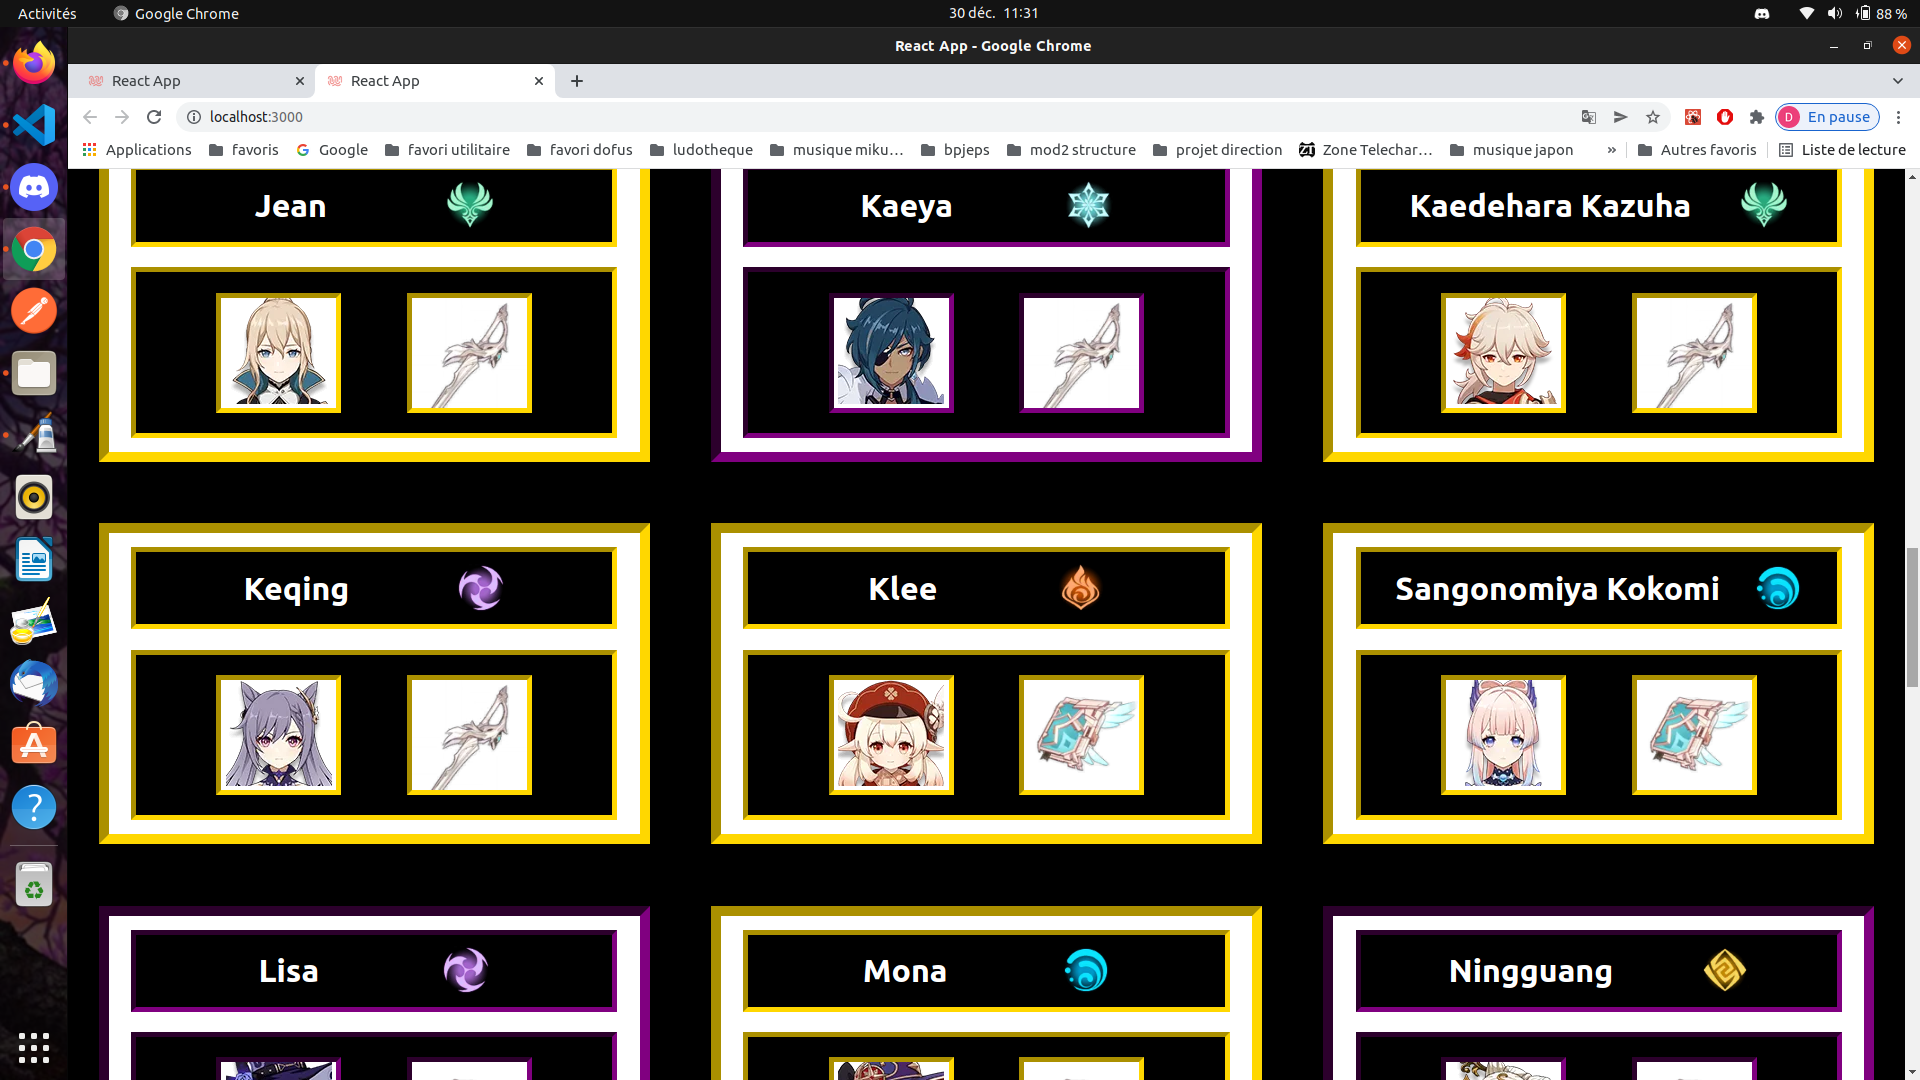 Activités Google Chrome 30 déc. 11:31 88 %
React App - Google Chrome
React App React App
localhost:3000 D En pause
Applications favoris Google favori utilitaire favori dofus ludotheque musique miku… bpjeps mod2 structure projet direction Zone Telechar… musique japon » Autres favoris Liste de lecture
Jean Kaeya Kaedehara Kazuha
Keqing Klee Sangonomiya Kokomi
Lisa Mona Ningguang